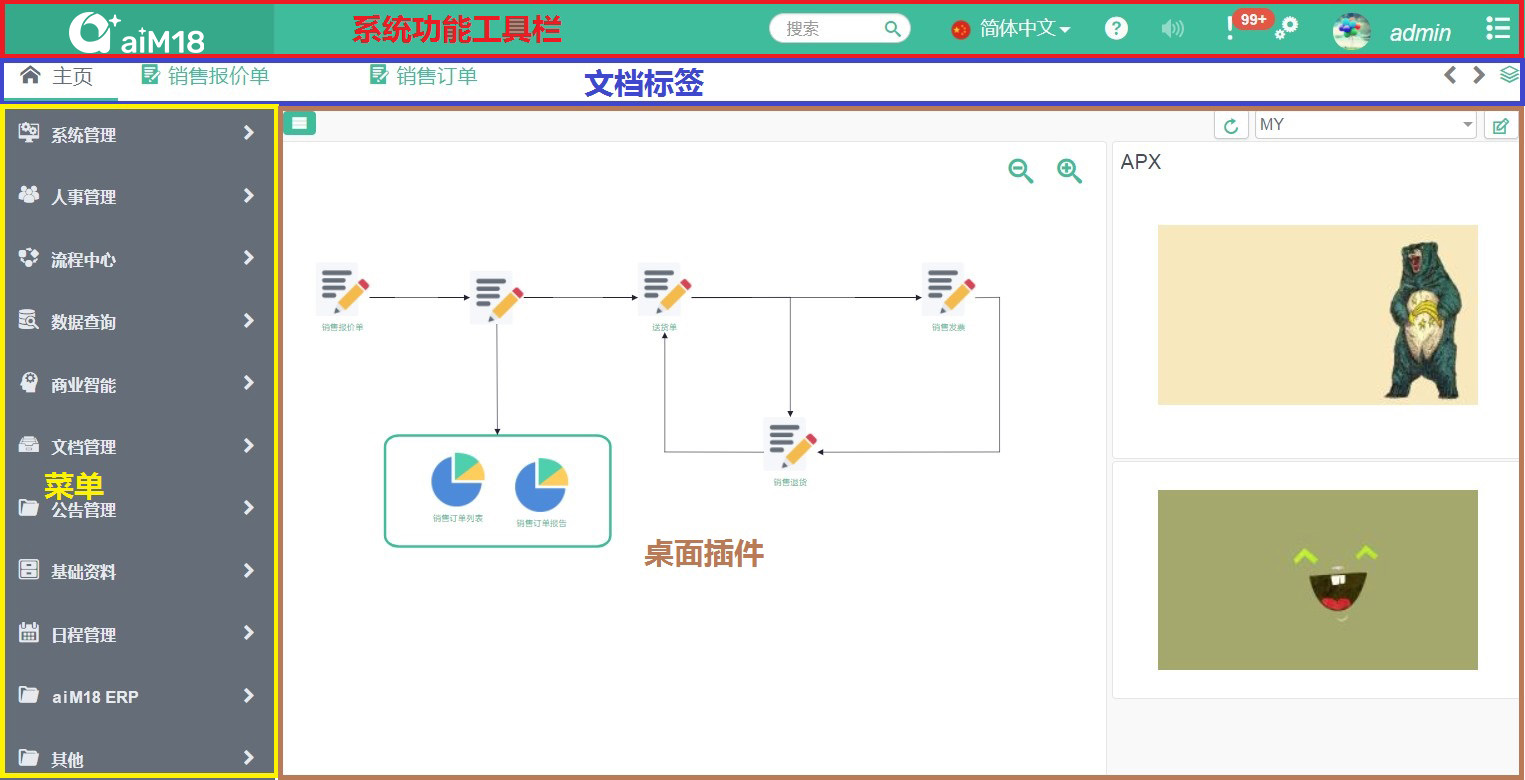 aiM18
系统功能工具栏
搜索
简体中文
99+
admin
主页
销售报价单
销售订单
文档标签
系统管理
人事管理
流程中心
数据查询
商业智能
文档管理
菜单
公告管理
基础资料
日程管理
aiM18 ERP
其他
MY
APX
销售报价单
送货单
销售发票
销售退货
销售订单列表
销售订单报告
桌面插件